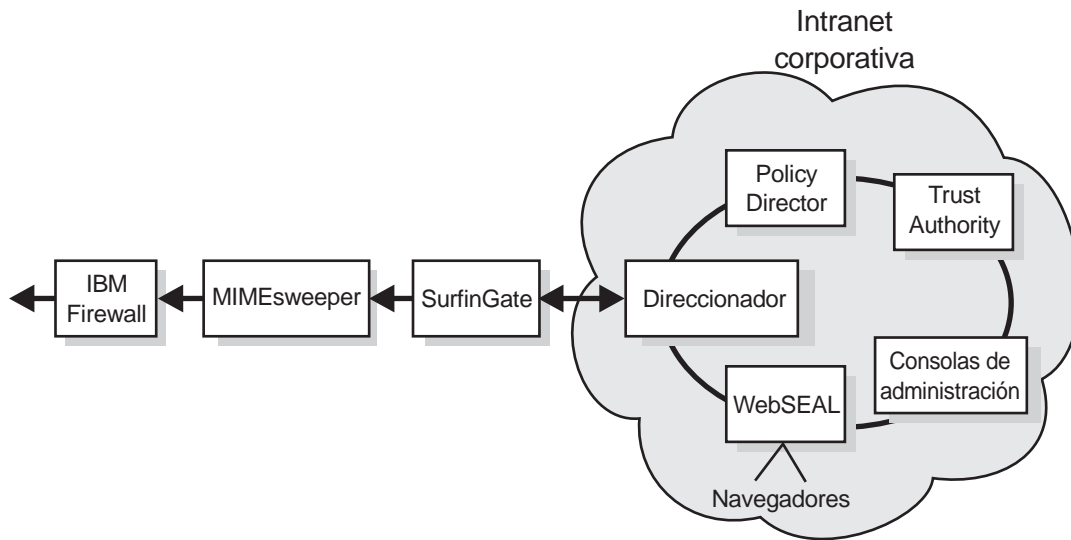 Intranet
corporativa
Policy
Director
Trust
Authority
IBM
Firewall
MIMEsweeper
SurfinGate
Direccionador
Consolas de
administración
WebSEAL
Navegadores